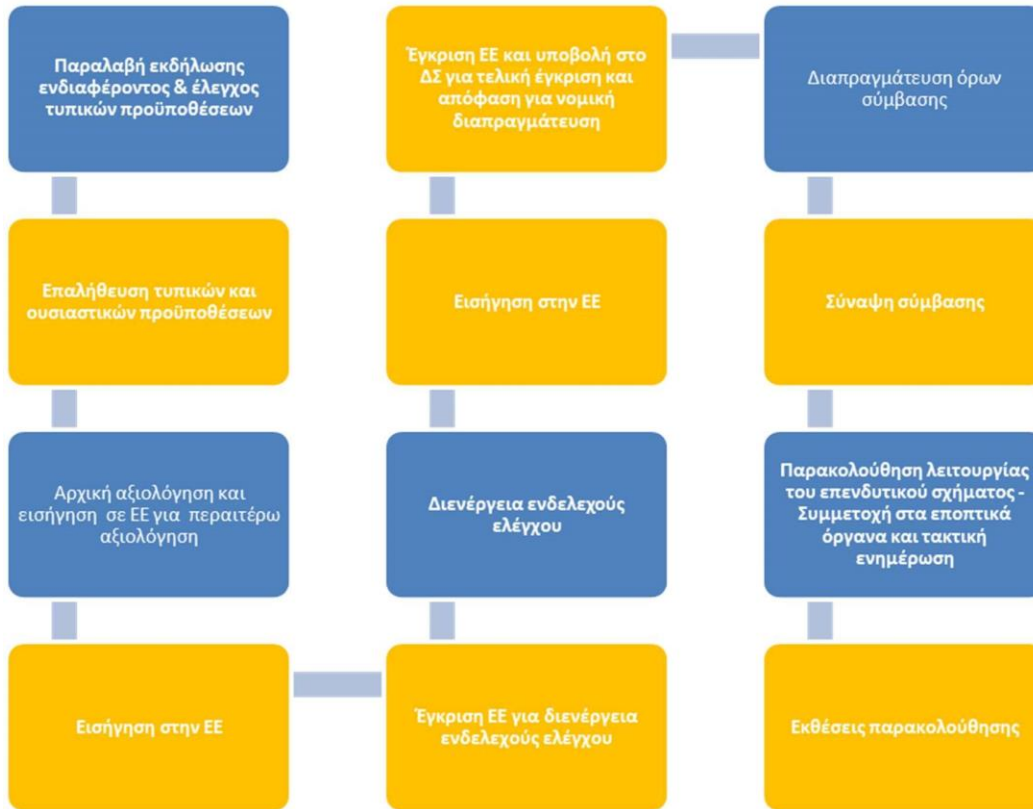 Παραλαβή εκδήλωσης
ενδιαφέροντος & έλεγχος
τυπικών προϋποθέσεων
Επαλήθευση τυπικών και
ουσιαστικών προϋποθέσεων
Αρχική αξιολόγηση και
εισήγηση σε ΕΕ για περαιτέρω
αξιολόγηση
Εισήγηση στην ΕΕ
Έγκριση ΕΕ για διενέργεια
ενδελεχούς ελέγχου
Διενέργεια ενδελεχούς
ελέγχου
Εισήγηση στην ΕΕ
Έγκριση ΕΕ και υποβολή στο
ΔΣ για τελική έγκριση και
απόφαση για νομική
διαπραγμάτευση
Διαπραγμάτευση όρων
σύμβασης
Σύναψη σύμβασης
Παρακολούθηση λειτουργίας
του επενδυτικού σχήματος -
Συμμετοχή στα εποπτικά
όργανα και τακτική
ενημέρωση
Εκθέσεις παρακολούθησης